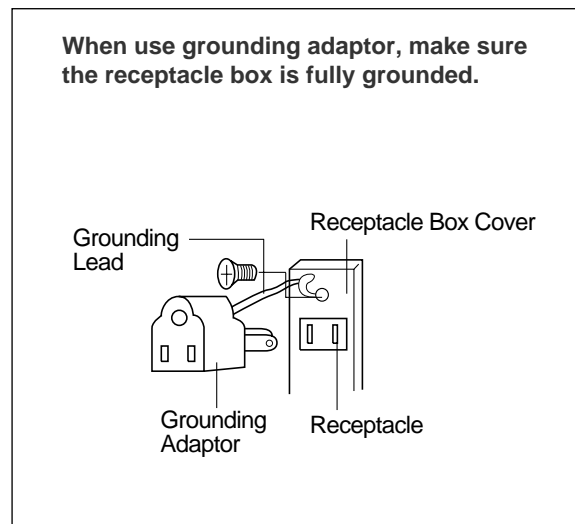 When use grounding adaptor, make sure
the receptacle box is fully grounded.
Receptacle Box Cover
Grounding
Lead
Grounding
Adaptor
Receptacle